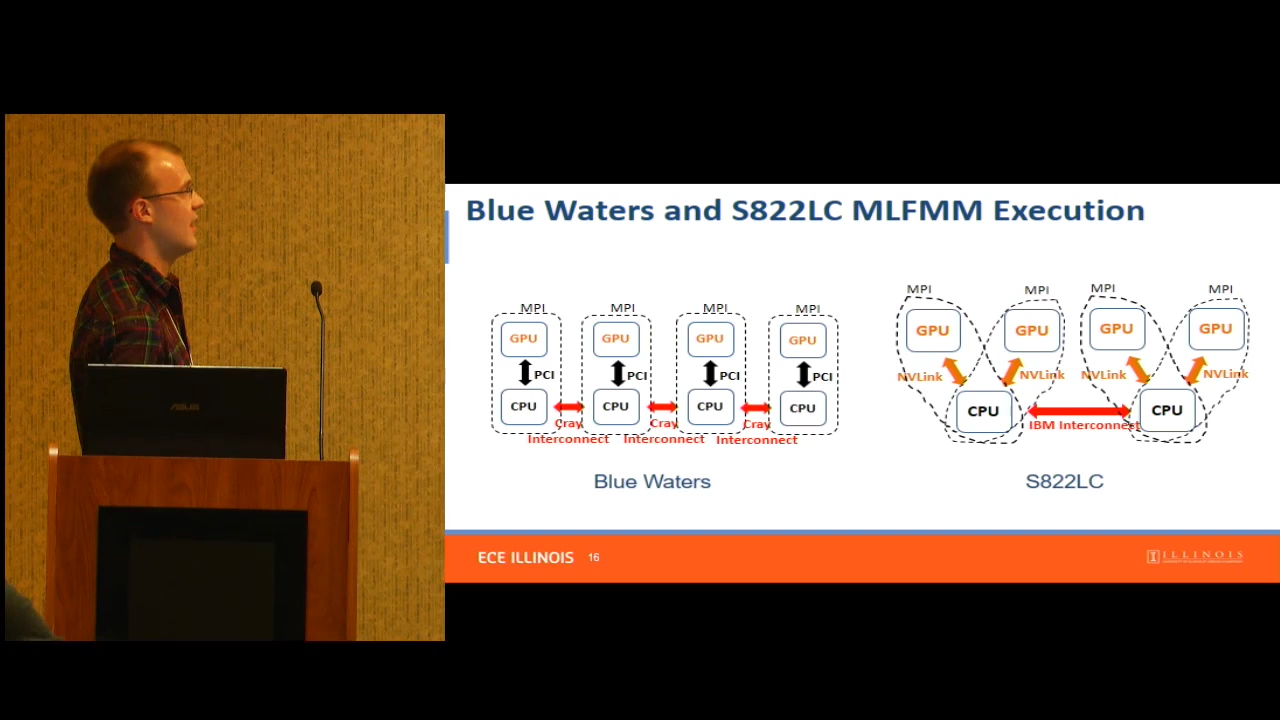 Blue Waters and S822LC MLFMM Execution
MPI MPI MPI MPI
GPU GPU GPU GPU
PCI PCI PCI PCI
CPU CPU CPU CPU
Cray Cray Cray
Interconnect Interconnect Interconnect
Blue Waters
MPI MPI MPI MPI
GPU GPU GPU GPU
NVLink NVLink NVLink NVLink
CPU CPU
IBM Interconnect
S822LC
ECE ILLINOIS 16
ILLINOIS
ASUS